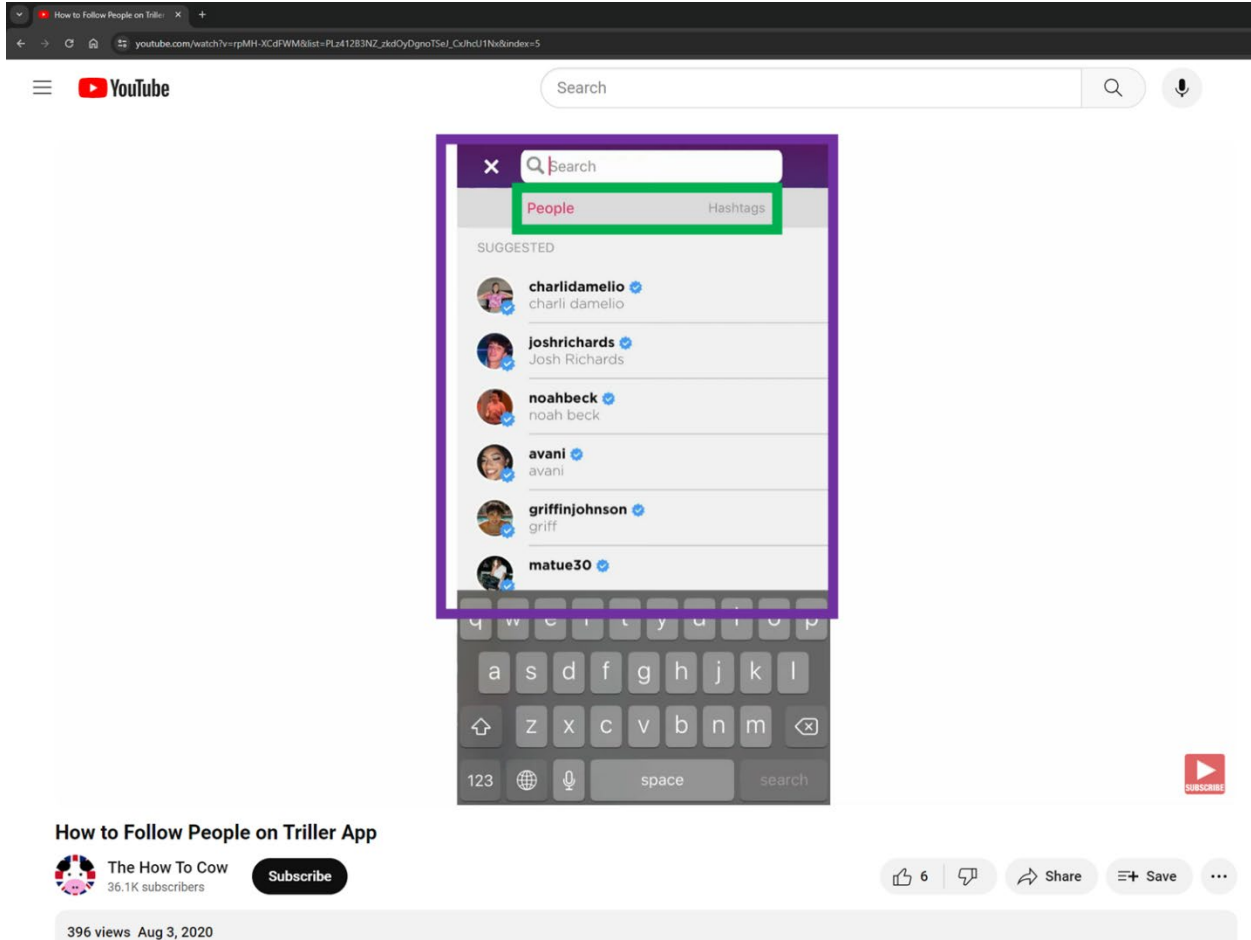 How to Follow People on Triller
youtube.com/watch?v=rpMH-XCdFWM&list=PLz412B3NZ_zkdOyDgnoTSeJ_CxJhcU1Nx&index=5
YouTube
Search
Search
People Hashtags
SUGGESTED
charlidamelio
charli damelio
joshrichards
Josh Richards
noahbeck
noah beck
avani
avani
griffinjohnson
griff
matue30
q w e r t y u i o p
a s d f g h j k l
z x c v b n m
123 space search
SUBSCRIBE
How to Follow People on Triller App
The How To Cow
36.1K subscribers
Subscribe
6 Share Save
396 views Aug 3, 2020